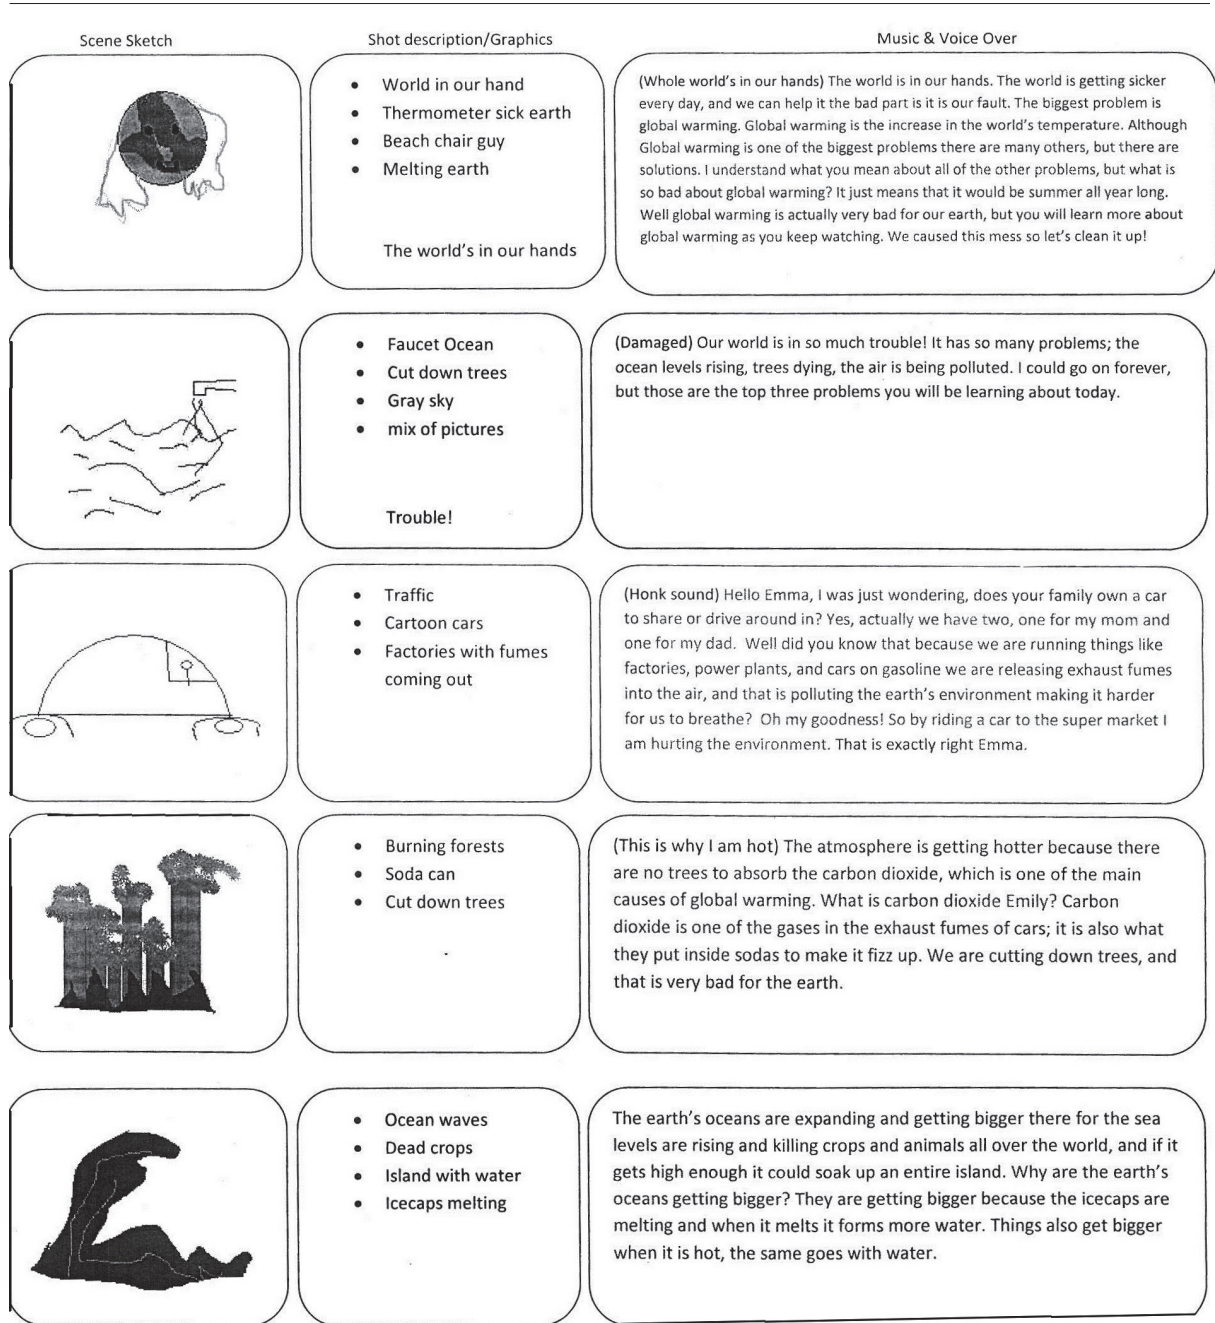 Scene Sketch
Shot description/Graphics
Music & Voice Over
• World in our hand
• Thermometer sick earth
• Beach chair guy
• Melting earth
The world's in our hands
(Whole world's in our hands) The world is in our hands. The world is getting sicker
every day, and we can help it the bad part is it is our fault. The biggest problem is
global warming. Global warming is the increase in the world's temperature. Although
Global warming is one of the biggest problems there are many others, but there are
solutions. I understand what you mean about all of the other problems, but what is
so bad about global warming? It just means that it would be summer all year long.
Well global warming is actually very bad for our earth, but you will learn more about
global warming as you keep watching. We caused this mess so let's clean it up!
• Faucet Ocean
• Cut down trees
• Gray sky
• mix of pictures
Trouble!
(Damaged) Our world is in so much trouble! It has so many problems; the
ocean levels rising, trees dying, the air is being polluted. I could go on forever,
but those are the top three problems you will be learning about today.
• Traffic
• Cartoon cars
• Factories with fumes
coming out
(Honk sound) Hello Emma, I was just wondering, does your family own a car
to share or drive around in? Yes, actually we have two, one for my mom and
one for my dad. Well did you know that because we are running things like
factories, power plants, and cars on gasoline we are releasing exhaust fumes
into the air, and that is polluting the earth's environment making it harder
for us to breathe? Oh my goodness! So by riding a car to the super market I
am hurting the environment. That is exactly right Emma.
• Burning forests
• Soda can
• Cut down trees
(This is why I am hot) The atmosphere is getting hotter because there
are no trees to absorb the carbon dioxide, which is one of the main
causes of global warming. What is carbon dioxide Emily? Carbon
dioxide is one of the gases in the exhaust fumes of cars; it is also what
they put inside sodas to make it fizz up. We are cutting down trees, and
that is very bad for the earth.
• Ocean waves
• Dead crops
• Island with water
• Icecaps melting
The earth's oceans are expanding and getting bigger there for the sea
levels are rising and killing crops and animals all over the world, and if it
gets high enough it could soak up an entire island. Why are the earth's
oceans getting bigger? They are getting bigger because the icecaps are
melting and when it melts it forms more water. Things also get bigger
when it is hot, the same goes with water.